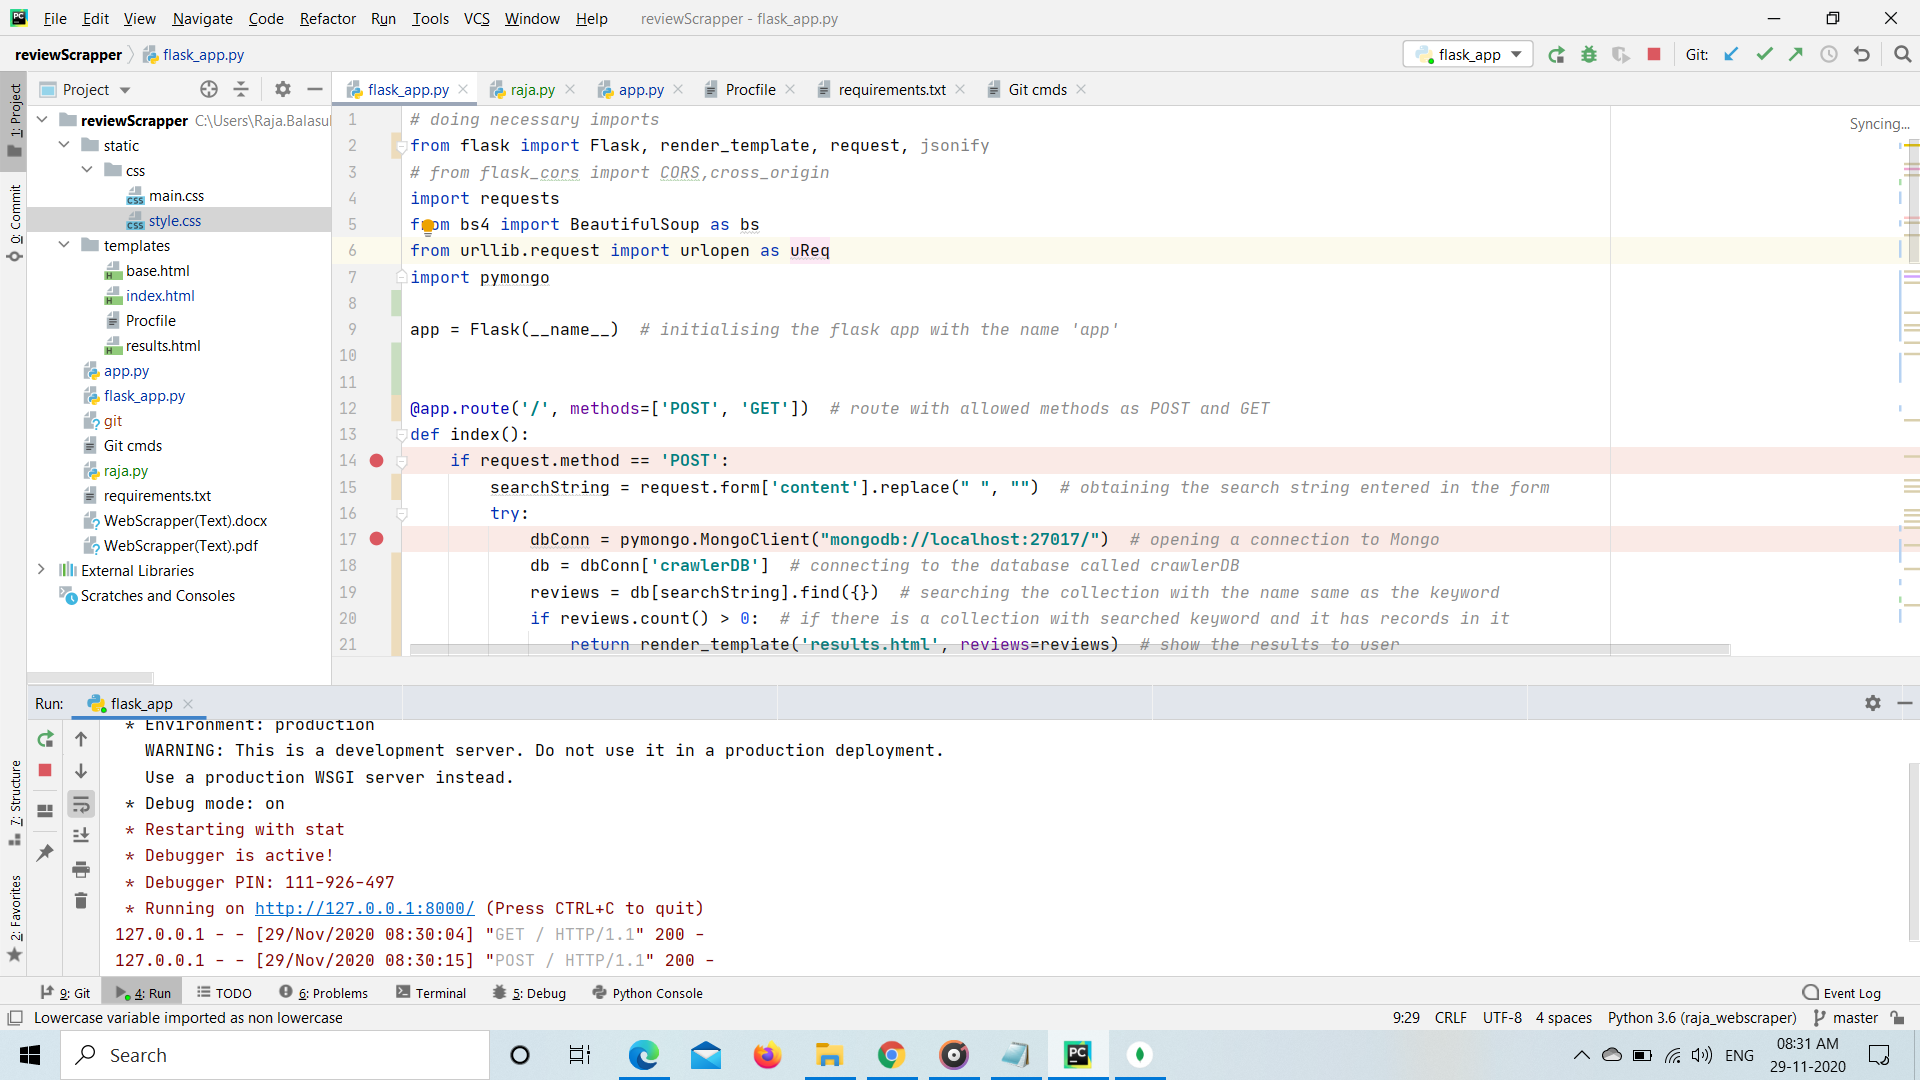 File Edit View Navigate Code Refactor Run Tools VCS Window Help reviewScrapper - flask_app.py
reviewScrapper flask_app.py flask_app Git:
1: Project
0: Commit
7: Structure
2: Favorites
Project
reviewScrapper C:\Users\Raja.Balasul
static
css
main.css
style.css
templates
base.html
index.html
Procfile
results.html
app.py
flask_app.py
git
Git cmds
raja.py
requirements.txt
WebScrapper(Text).docx
WebScrapper(Text).pdf
External Libraries
Scratches and Consoles
flask_app.py raja.py app.py Procfile requirements.txt Git cmds
Syncing...
1 # doing necessary imports
2 from flask import Flask, render_template, request, jsonify
3 # from flask_cors import CORS,cross_origin
4 import requests
5 from bs4 import BeautifulSoup as bs
6 from urllib.request import urlopen as uReq
7 import pymongo
8
9 app = Flask(__name__)  # initialising the flask app with the name 'app'
10
11
12 @app.route('/', methods=['POST', 'GET'])  # route with allowed methods as POST and GET
13 def index():
14     if request.method == 'POST':
15         searchString = request.form['content'].replace(" ", "")  # obtaining the search string entered in the form
16         try:
17             dbConn = pymongo.MongoClient("mongodb://localhost:27017/")  # opening a connection to Mongo
18             db = dbConn['crawlerDB']  # connecting to the database called crawlerDB
19             reviews = db[searchString].find({})  # searching the collection with the name same as the keyword
20             if reviews.count() > 0:  # if there is a collection with searched keyword and it has records in it
21                 return render_template('results.html', reviews=reviews)  # show the results to user
Run: flask_app
* Environment: production
WARNING: This is a development server. Do not use it in a production deployment.
Use a production WSGI server instead.
* Debug mode: on
* Restarting with stat
* Debugger is active!
* Debugger PIN: 111-926-497
* Running on http://127.0.0.1:8000/ (Press CTRL+C to quit)
127.0.0.1 - - [29/Nov/2020 08:30:04] "GET / HTTP/1.1" 200 -
127.0.0.1 - - [29/Nov/2020 08:30:15] "POST / HTTP/1.1" 200 -
9: Git 4: Run TODO 6: Problems Terminal 5: Debug Python Console Event Log
Lowercase variable imported as non lowercase 9:29 CRLF UTF-8 4 spaces Python 3.6 (raja_webscraper) master
Search ENG 08:31 AM
29-11-2020